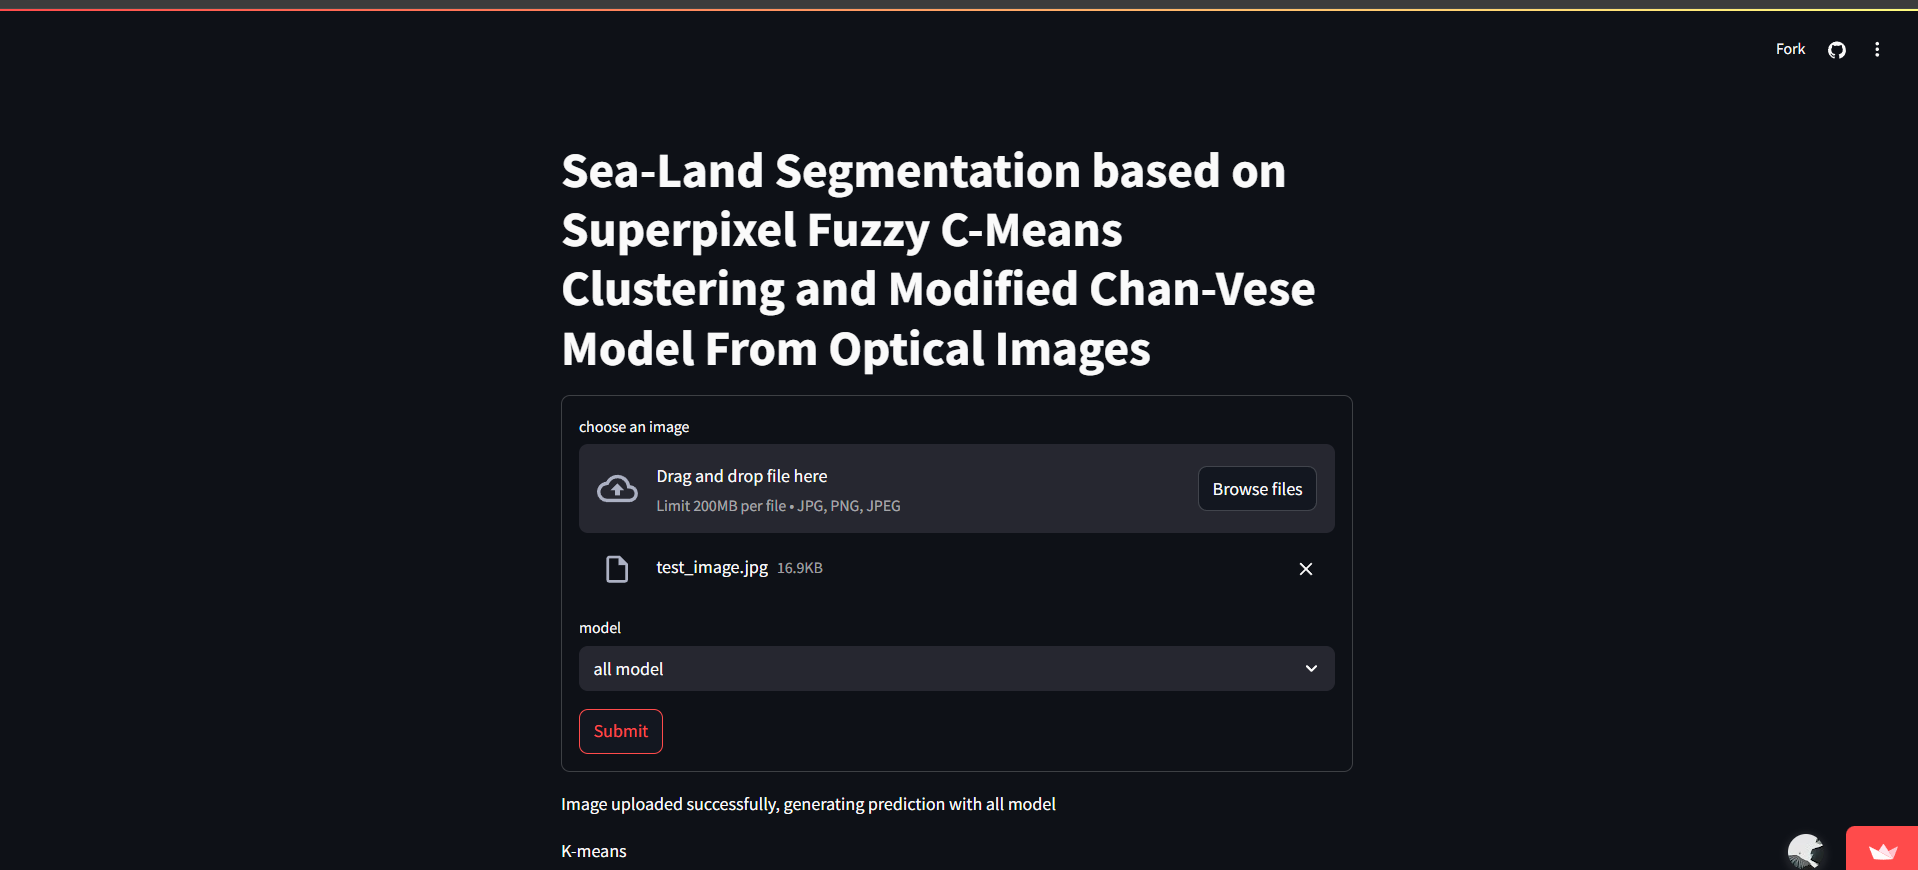 Fork
Sea-Land Segmentation based on
Superpixel Fuzzy C-Means
Clustering and Modified Chan-Vese
Model From Optical Images
choose an image
Drag and drop file here
Limit 200MB per file • JPG, PNG, JPEG
Browse files
test_image.jpg 16.9KB
model
all model
Submit
Image uploaded successfully, generating prediction with all model
K-means